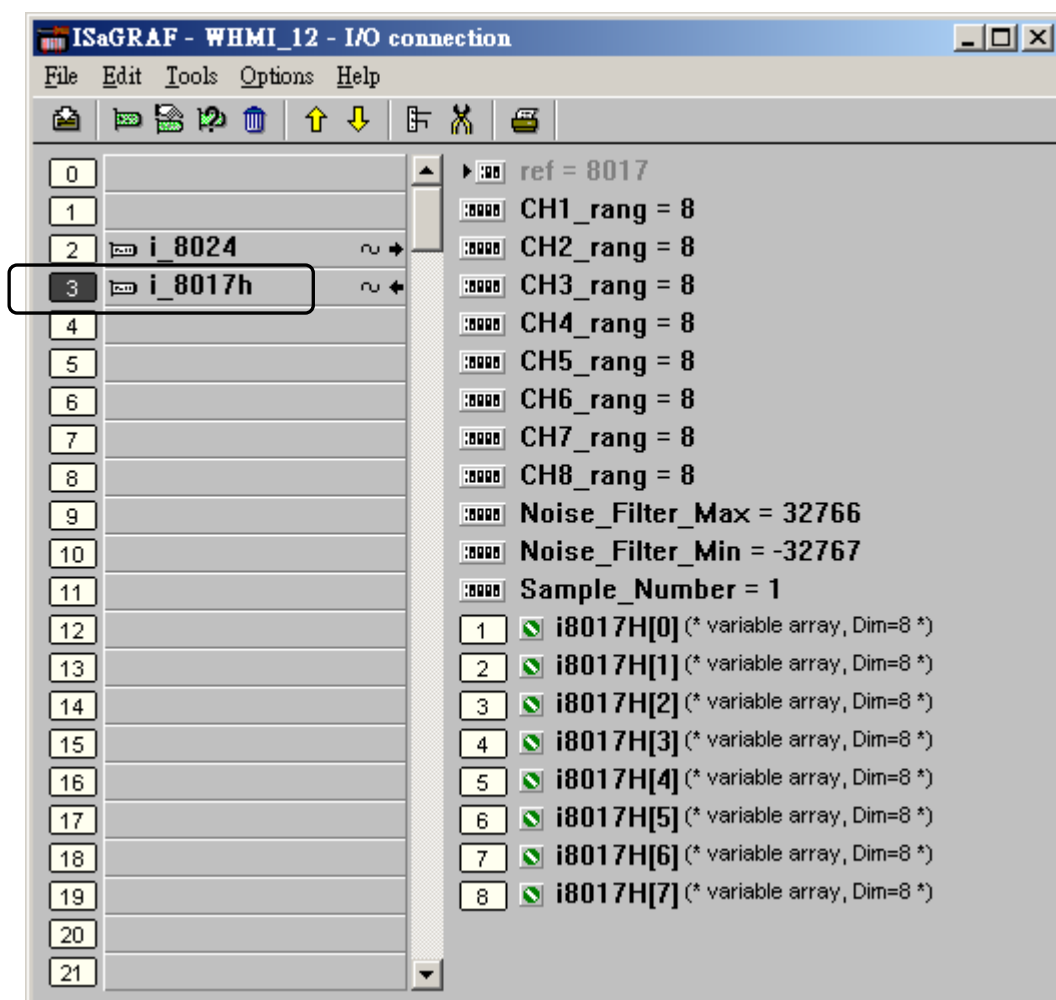 ISaGRAF - WHMI_12 - I/O connection
File Edit Tools Options Help
0
1
2 i_8024
3 i_8017h
4
5
6
7
8
9
10
11
12
13
14
15
16
17
18
19
20
21
ref = 8017
CH1_rang = 8
CH2_rang = 8
CH3_rang = 8
CH4_rang = 8
CH5_rang = 8
CH6_rang = 8
CH7_rang = 8
CH8_rang = 8
Noise_Filter_Max = 32766
Noise_Filter_Min = -32767
Sample_Number = 1
1 i8017H[0] (* variable array, Dim=8 *)
2 i8017H[1] (* variable array, Dim=8 *)
3 i8017H[2] (* variable array, Dim=8 *)
4 i8017H[3] (* variable array, Dim=8 *)
5 i8017H[4] (* variable array, Dim=8 *)
6 i8017H[5] (* variable array, Dim=8 *)
7 i8017H[6] (* variable array, Dim=8 *)
8 i8017H[7] (* variable array, Dim=8 *)